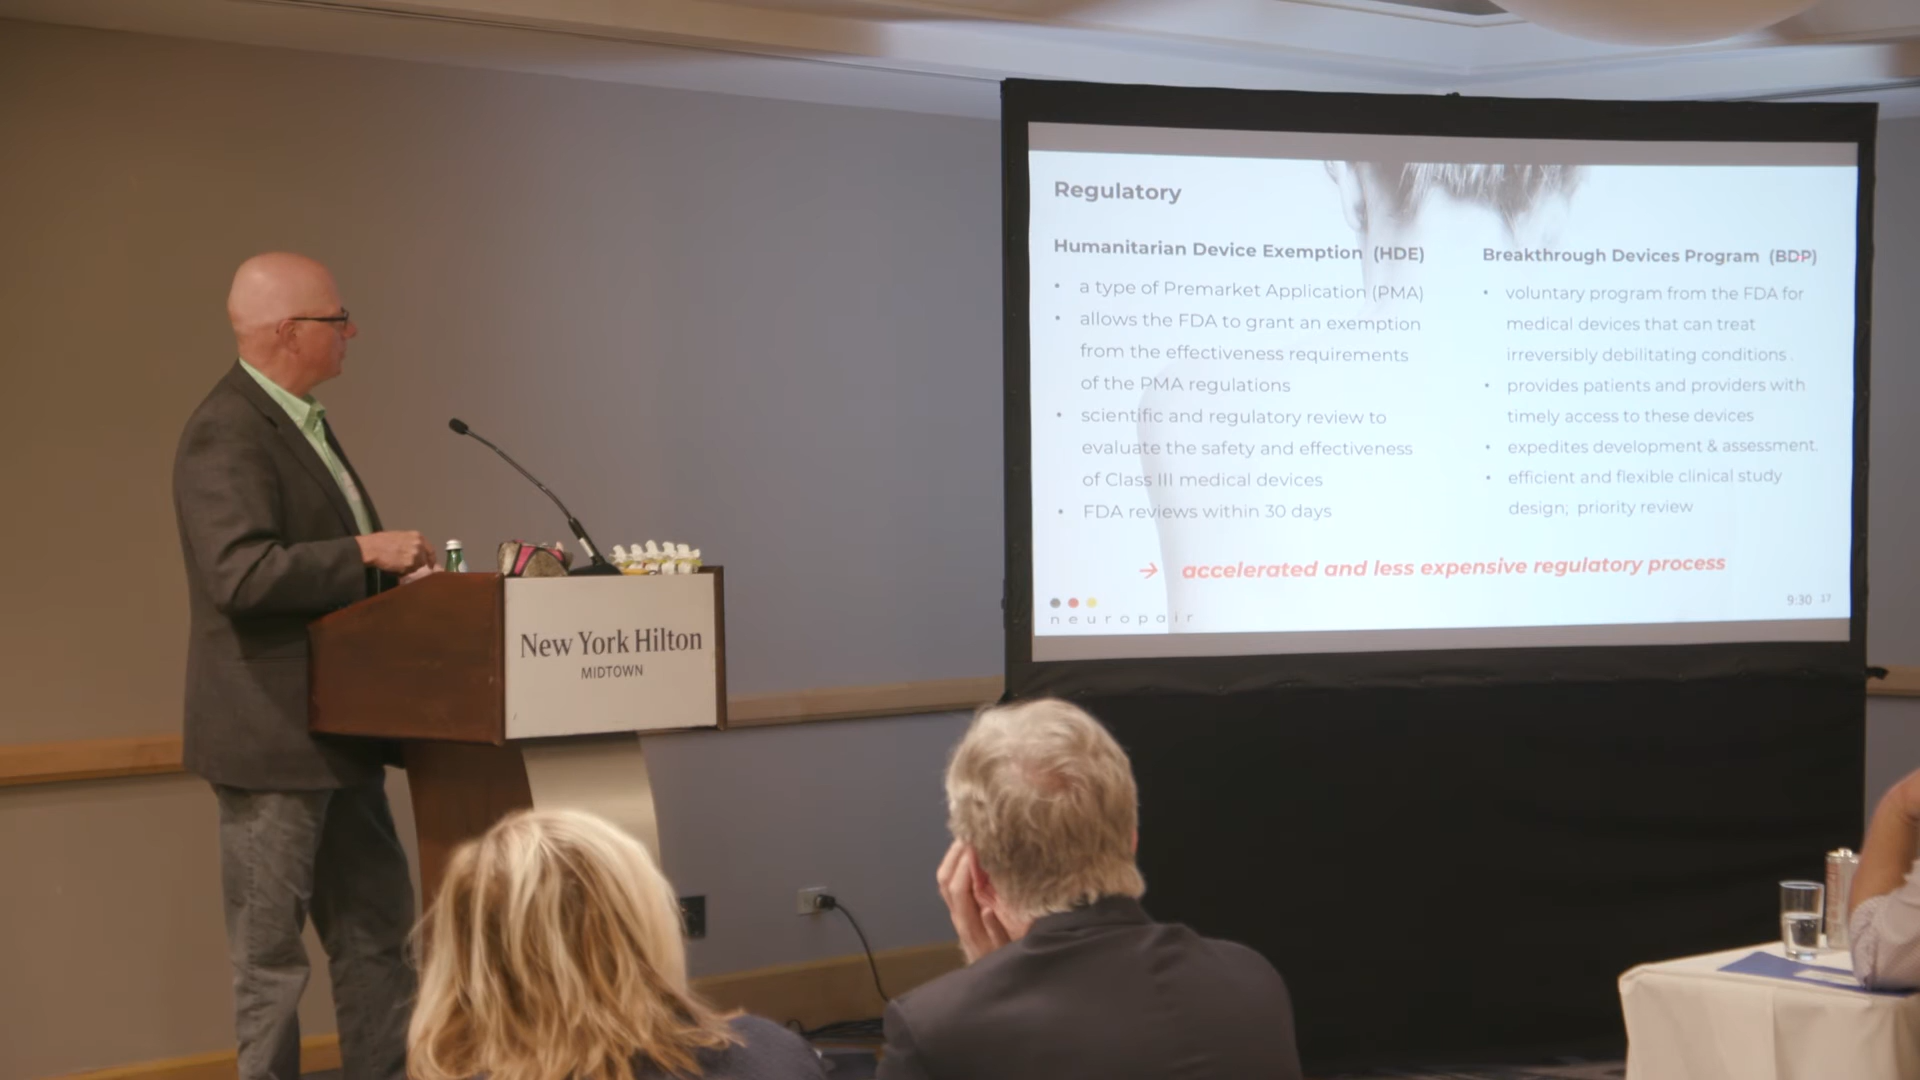 Regulatory
Humanitarian Device Exemption (HDE)
• a type of Premarket Application (PMA)
• allows the FDA to grant an exemption
from the effectiveness requirements
of the PMA regulations
• scientific and regulatory review to
evaluate the safety and effectiveness
of Class III medical devices
• FDA reviews within 30 days
Breakthrough Devices Program (BDP)
• voluntary program from the FDA for
medical devices that can treat
irreversibly debilitating conditions.
• provides patients and providers with
timely access to these devices
• expedites development & assessment.
• efficient and flexible clinical study
design; priority review
→ accelerated and less expensive regulatory process
neuropair
9:30 17
New York Hilton
MIDTOWN